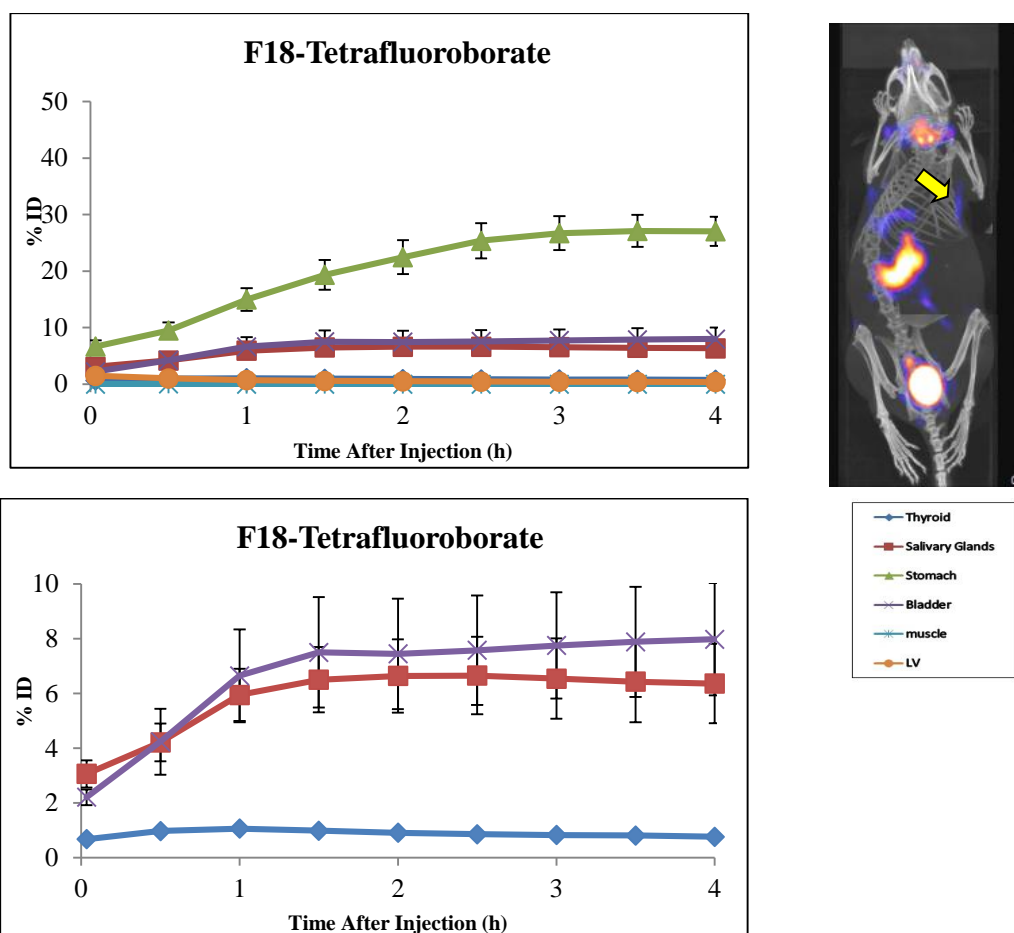 F18-Tetrafluoroborate
50
40
30
20
10
0
% ID
0 1 2 3 4
Time After Injection (h)
F18-Tetrafluoroborate
10
8
6
4
2
0
% ID
0 1 2 3 4
Time After Injection (h)
Thyroid
Salivary Glands
Stomach
Bladder
muscle
LV